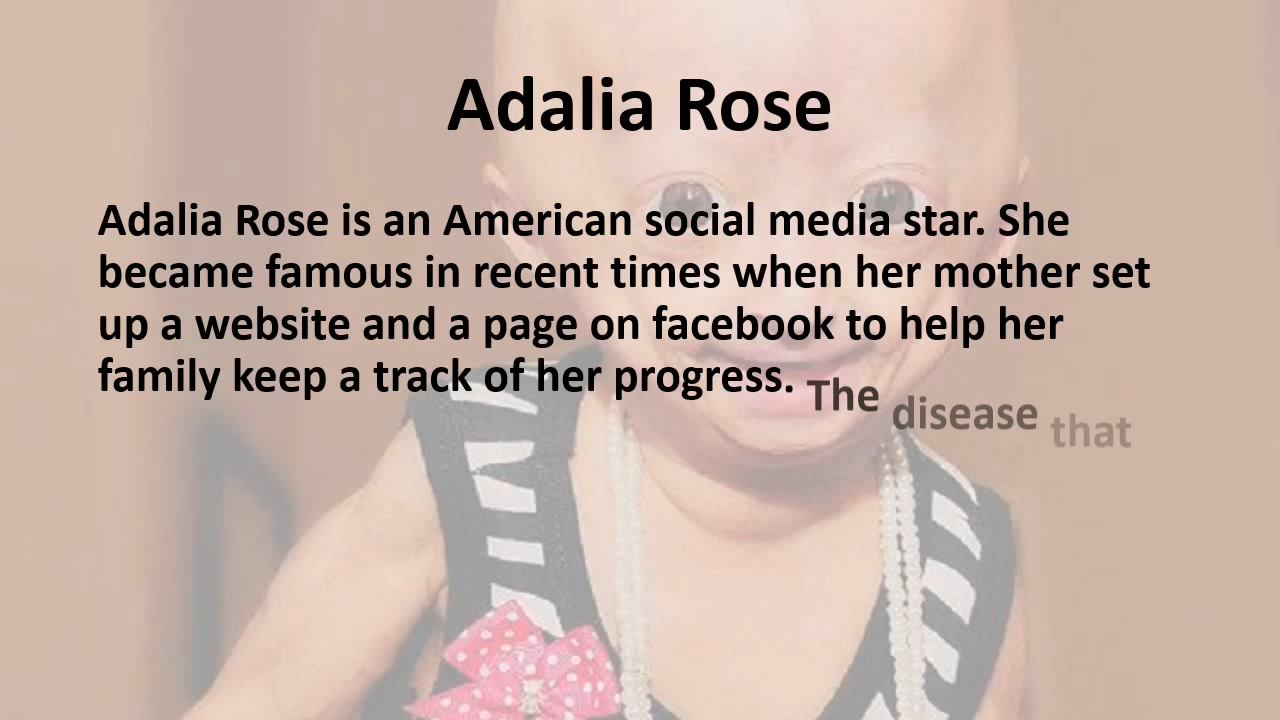 Adalia Rose
Adalia Rose is an American social media star. She
became famous in recent times when her mother set
up a website and a page on facebook to help her
family keep a track of her progress. The disease that